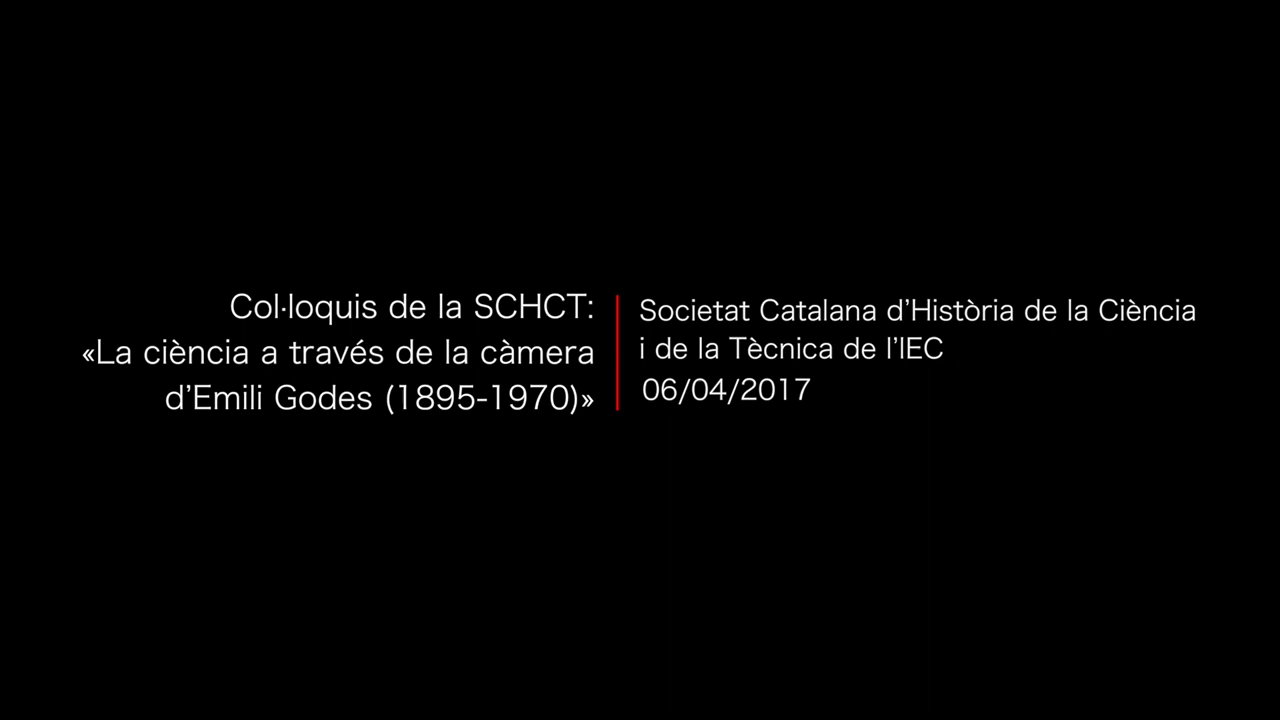 Col·loquis de la SCHCT:
«La ciència a través de la càmera
d’Emili Godes (1895-1970)»
Societat Catalana d’Història de la Ciència
i de la Tècnica de l’IEC
06/04/2017